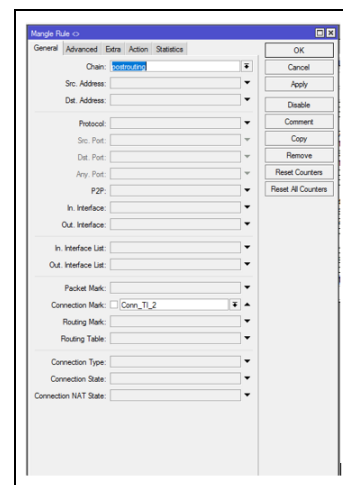 Mangle Rule <>
General Advanced Extra Action Statistics
Chain: postrouting
Src. Address:
Dst. Address:
Protocol:
Src. Port:
Dst. Port:
Any. Port:
P2P:
In. Interface:
Out. Interface:
In. Interface List:
Out. Interface List:
Packet Mark:
Connection Mark: Conn_TI_2
Routing Mark:
Routing Table:
Connection Type:
Connection State:
Connection NAT State:
OK
Cancel
Apply
Disable
Comment
Copy
Remove
Reset Counters
Reset All Counters